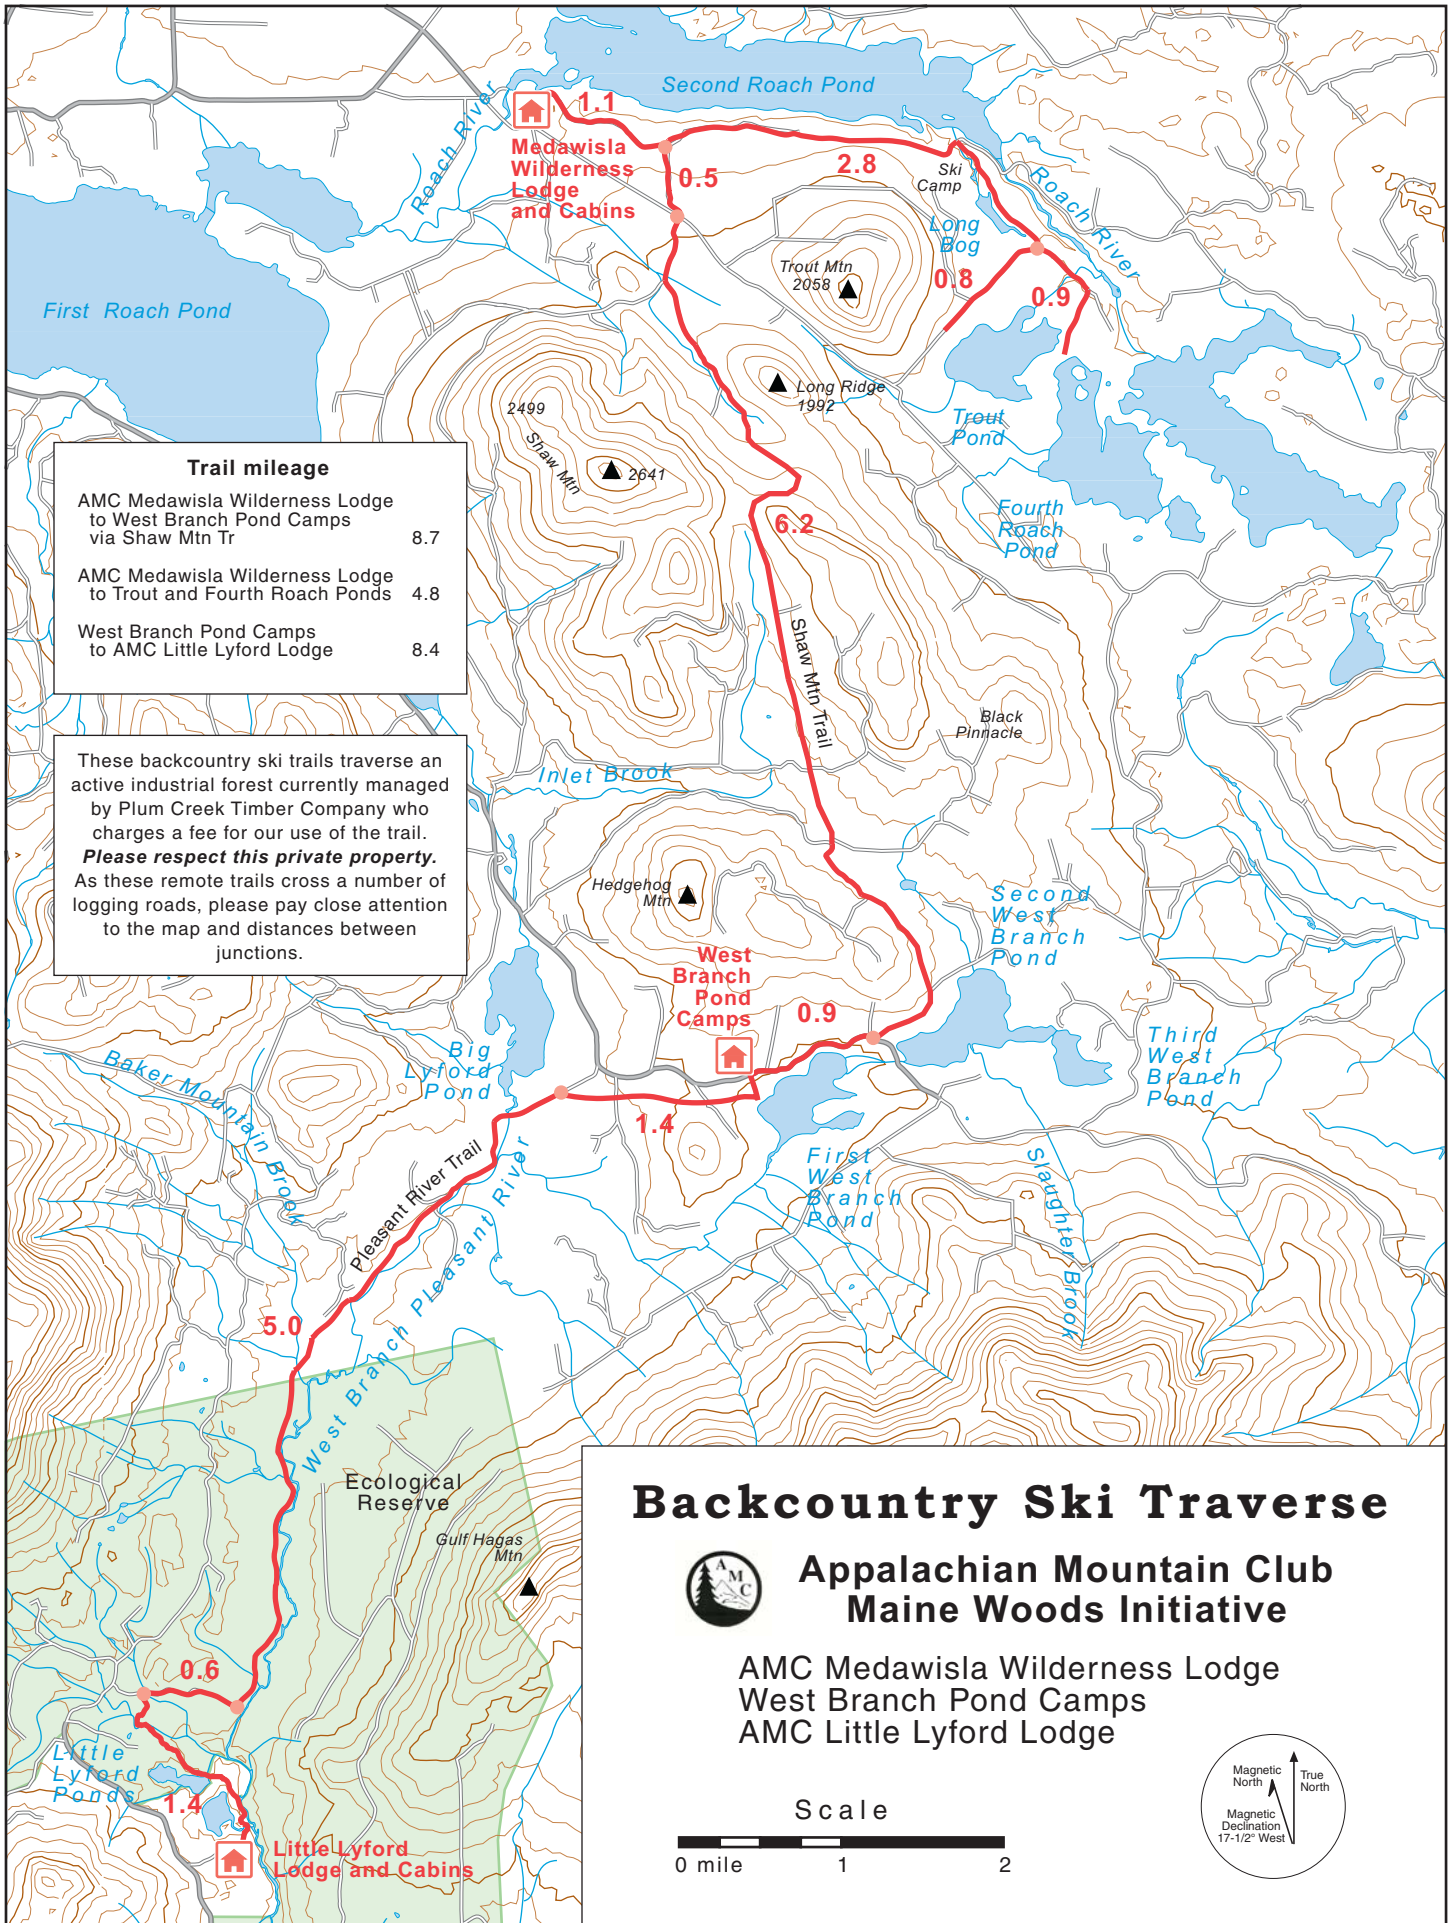 Second Roach Pond
1.1
Roach River
Medawisla
Wilderness
Lodge
and Cabins
0.5
2.8
Ski
Camp
Roach River
Long
Bog
Trout Mtn
2058
0.8
0.9
First Roach Pond
Long Ridge
1992
2499
Shaw Mtn
2641
Trout
Pond
Fourth
Roach
Pond
6.2
Trail mileage
AMC Medawisla Wilderness Lodge
to West Branch Pond Camps
via Shaw Mtn Tr 8.7
AMC Medawisla Wilderness Lodge
to Trout and Fourth Roach Ponds 4.8
West Branch Pond Camps
to AMC Little Lyford Lodge 8.4
Shaw Mtn Trail
Black
Pinnacle
Inlet Brook
These backcountry ski trails traverse an
active industrial forest currently managed
by Plum Creek Timber Company who
charges a fee for our use of the trail.
Please respect this private property.
As these remote trails cross a number of
logging roads, please pay close attention
to the map and distances between
junctions.
Hedgehog
Mtn
Second
West
Branch
Pond
West
Branch
Pond
Camps
0.9
Third
West
Branch
Pond
Big
Lyford
Pond
Baker Mountain Brook
1.4
First
West
Branch
Pond
Slaughter Brook
Pleasant River Trail
West Branch Pleasant River
5.0
Ecological
Reserve
Gulf Hagas
Mtn
0.6
Little
Lyford
Ponds
1.4
Little Lyford
Lodge and Cabins
Backcountry Ski Traverse
AMC
Appalachian Mountain Club
Maine Woods Initiative
AMC Medawisla Wilderness Lodge
West Branch Pond Camps
AMC Little Lyford Lodge
Scale
0 mile 1 2
Magnetic
North
True
North
Magnetic
Declination
17-1/2° West